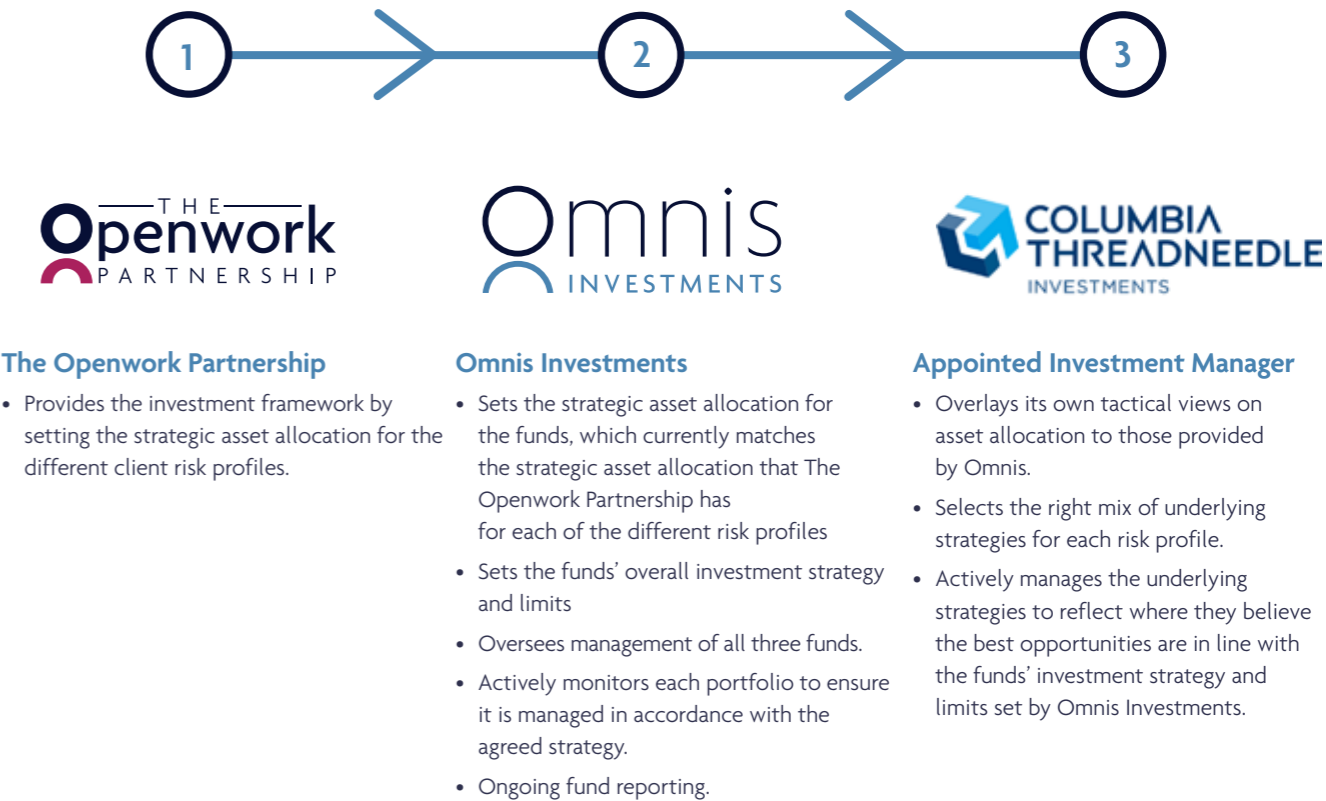 1
2
3
THE
Openwork
PARTNERSHIP
Omnis
INVESTMENTS
COLUMBIA
THREADNEEDLE
INVESTMENTS
The Openwork Partnership
• Provides the investment framework by
setting the strategic asset allocation for the
different client risk profiles.
Omnis Investments
• Sets the strategic asset allocation for
the funds, which currently matches
the strategic asset allocation that The
Openwork Partnership has
for each of the different risk profiles
• Sets the funds’ overall investment strategy
and limits
• Oversees management of all three funds.
• Actively monitors each portfolio to ensure
it is managed in accordance with the
agreed strategy.
• Ongoing fund reporting.
Appointed Investment Manager
• Overlays its own tactical views on
asset allocation to those provided
by Omnis.
• Selects the right mix of underlying
strategies for each risk profile.
• Actively manages the underlying
strategies to reflect where they believe
the best opportunities are in line with
the funds’ investment strategy and
limits set by Omnis Investments.